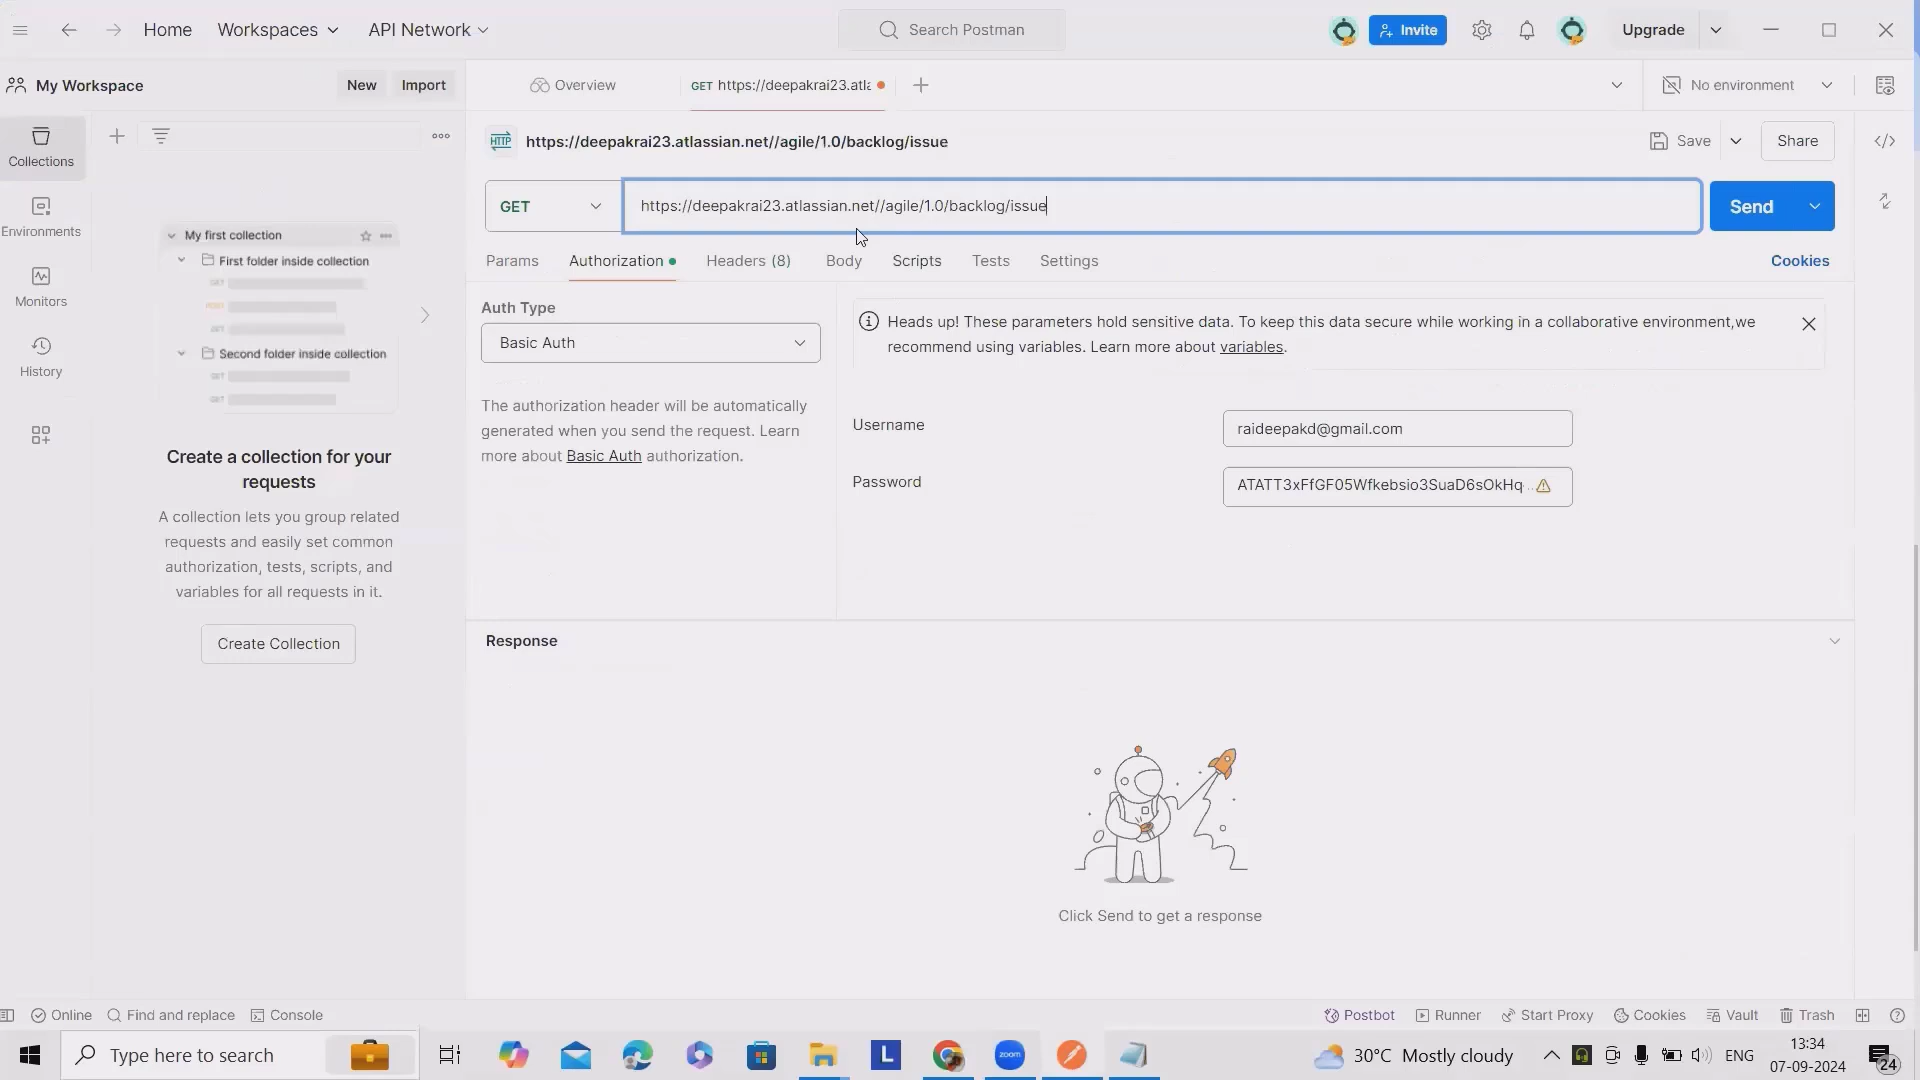 Home
Workspaces
API Network
Search Postman
Invite
Upgrade
My Workspace
New
Import
Overview
GET https://deepakrai23.atl
No environment
Collections
Environments
Monitors
History
HTTP
https://deepakrai23.atlassian.net//agile/1.0/backlog/issue
Save
Share
GET
https://deepakrai23.atlassian.net//agile/1.0/backlog/issue
Send
Params
Authorization
Headers (8)
Body
Scripts
Tests
Settings
Cookies
My first collection
First folder inside collection
GET
POST
GET
Second folder inside collection
GET
GET
Create a collection for your
requests
A collection lets you group related
requests and easily set common
authorization, tests, scripts, and
variables for all requests in it.
Create Collection
Auth Type
Basic Auth
The authorization header will be automatically
generated when you send the request. Learn
more about Basic Auth authorization.
Heads up! These parameters hold sensitive data. To keep this data secure while working in a collaborative environment,we
recommend using variables. Learn more about variables.
Username
raideepakd@gmail.com
Password
ATATT3xFfGF05Wfkebsio3SuaD6sOkHq
Response
Click Send to get a response
Online
Find and replace
Console
Postbot
Runner
Start Proxy
Cookies
Vault
Trash
Type here to search
L
zoom
30°C Mostly cloudy
ENG
13:34
07-09-2024
24